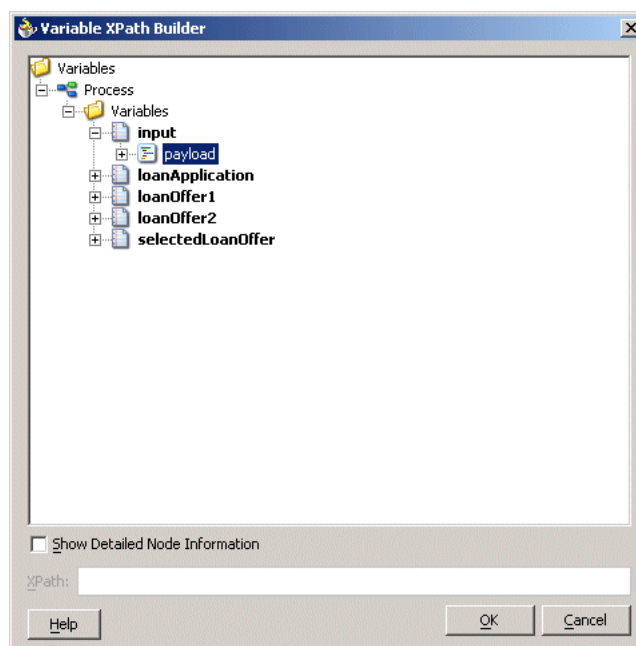 Variable XPath Builder
Variables
Process
Variables
input
payload
loanApplication
loanOffer1
loanOffer2
selectedLoanOffer
Show Detailed Node Information
XPath:
Help
OK
Cancel